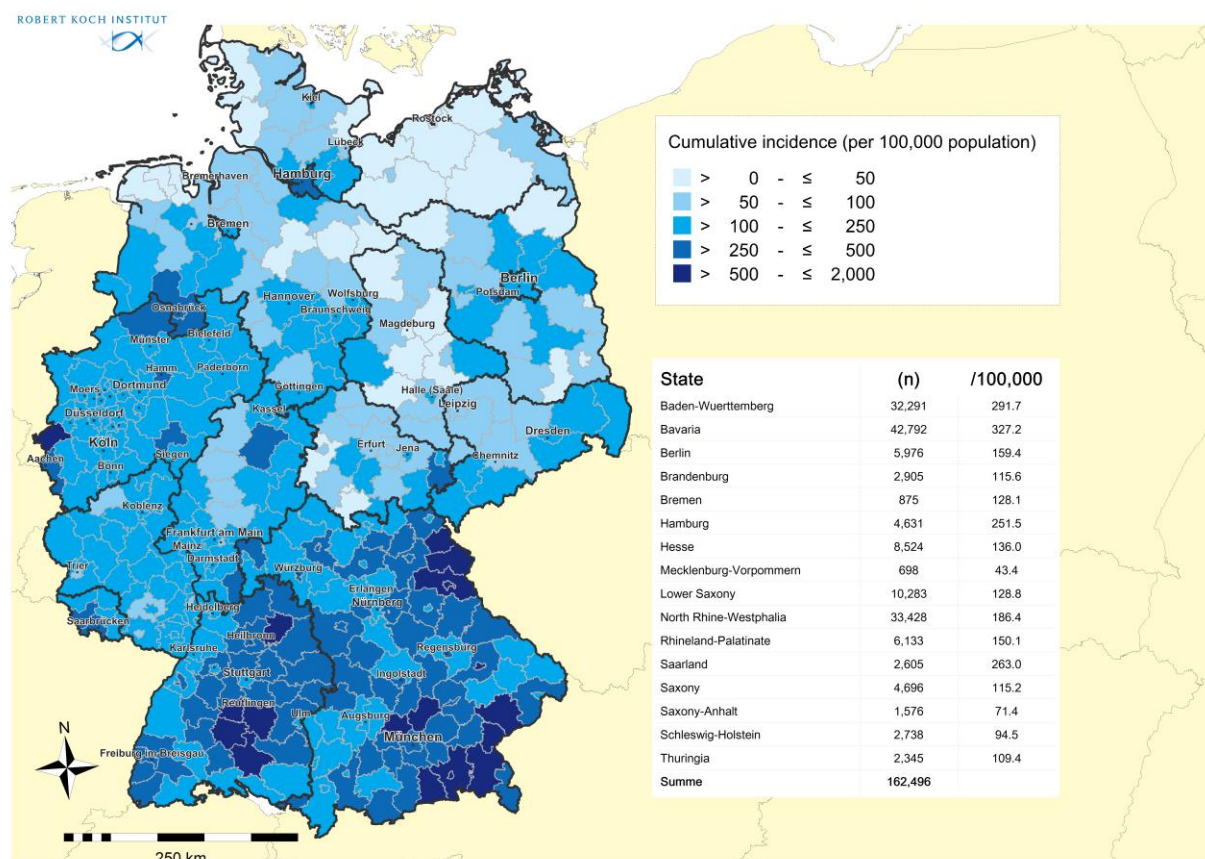 ROBERT KOCH INSTITUT
Kiel
Rostock
Lübeck
Bremerhaven
Hamburg
Bremen
Berlin
Potsdam
Hannover
Wolfsburg
Braunschweig
Magdeburg
Osnabrück
Bielefeld
Münster
Hamm
Paderborn
Göttingen
Halle (Saale)
Leipzig
Moers
Dortmund
Düsseldorf
Kassel
Köln
Erfurt
Jena
Dresden
Aachen
Bonn
Siegen
Chemnitz
Koblenz
Frankfurt am Main
Mainz
Darmstadt
Trier
Würzburg
Erlangen
Nürnberg
Heidelberg
Saarbrücken
Heilbronn
Karlsruhe
Regensburg
Stuttgart
Ingolstadt
Reutlingen
Ulm
Augsburg
München
Freiburg im Breisgau
N
250 km
Cumulative incidence (per 100,000 population)
> 0 - ≤ 50
> 50 - ≤ 100
> 100 - ≤ 250
> 250 - ≤ 500
> 500 - ≤ 2,000
State (n) /100,000
Baden-Wuerttemberg 32,291 291.7
Bavaria 42,792 327.2
Berlin 5,976 159.4
Brandenburg 2,905 115.6
Bremen 875 128.1
Hamburg 4,631 251.5
Hesse 8,524 136.0
Mecklenburg-Vorpommern 698 43.4
Lower Saxony 10,283 128.8
North Rhine-Westphalia 33,428 186.4
Rhineland-Palatinate 6,133 150.1
Saarland 2,605 263.0
Saxony 4,696 115.2
Saxony-Anhalt 1,576 71.4
Schleswig-Holstein 2,738 94.5
Thuringia 2,345 109.4
Summe 162,496